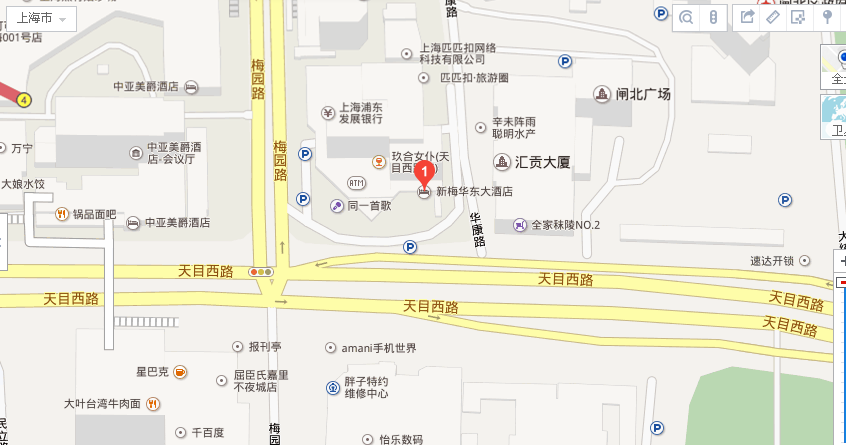 上海市
001号店
4
万宁
大娘水饺
锅品面吧
中亚美爵酒店
中亚美爵酒
店-会议厅
中亚美爵酒店
梅园路
梅园路
上海匹匹扣网络
科技有限公司
匹匹扣·旅游圈
上海浦东
发展银行
玖合女仆(天
ATM
同一首歌
1
新梅华东大酒店
P
P
P
P
P
P
P
辛未阵雨
聪明水产
闸北广场
汇贡大厦
华康路
康路
全家秣陵NO.2
速达开锁
天目西路
天目西路
天目西路
天目西路
天目西路
天目西路
报刊亭
amani手机世界
星巴克
屈臣氏嘉里
不夜城店
大叶台湾牛肉面
千百度
梅园
胖子特约
维修中心
怡乐数码
民立